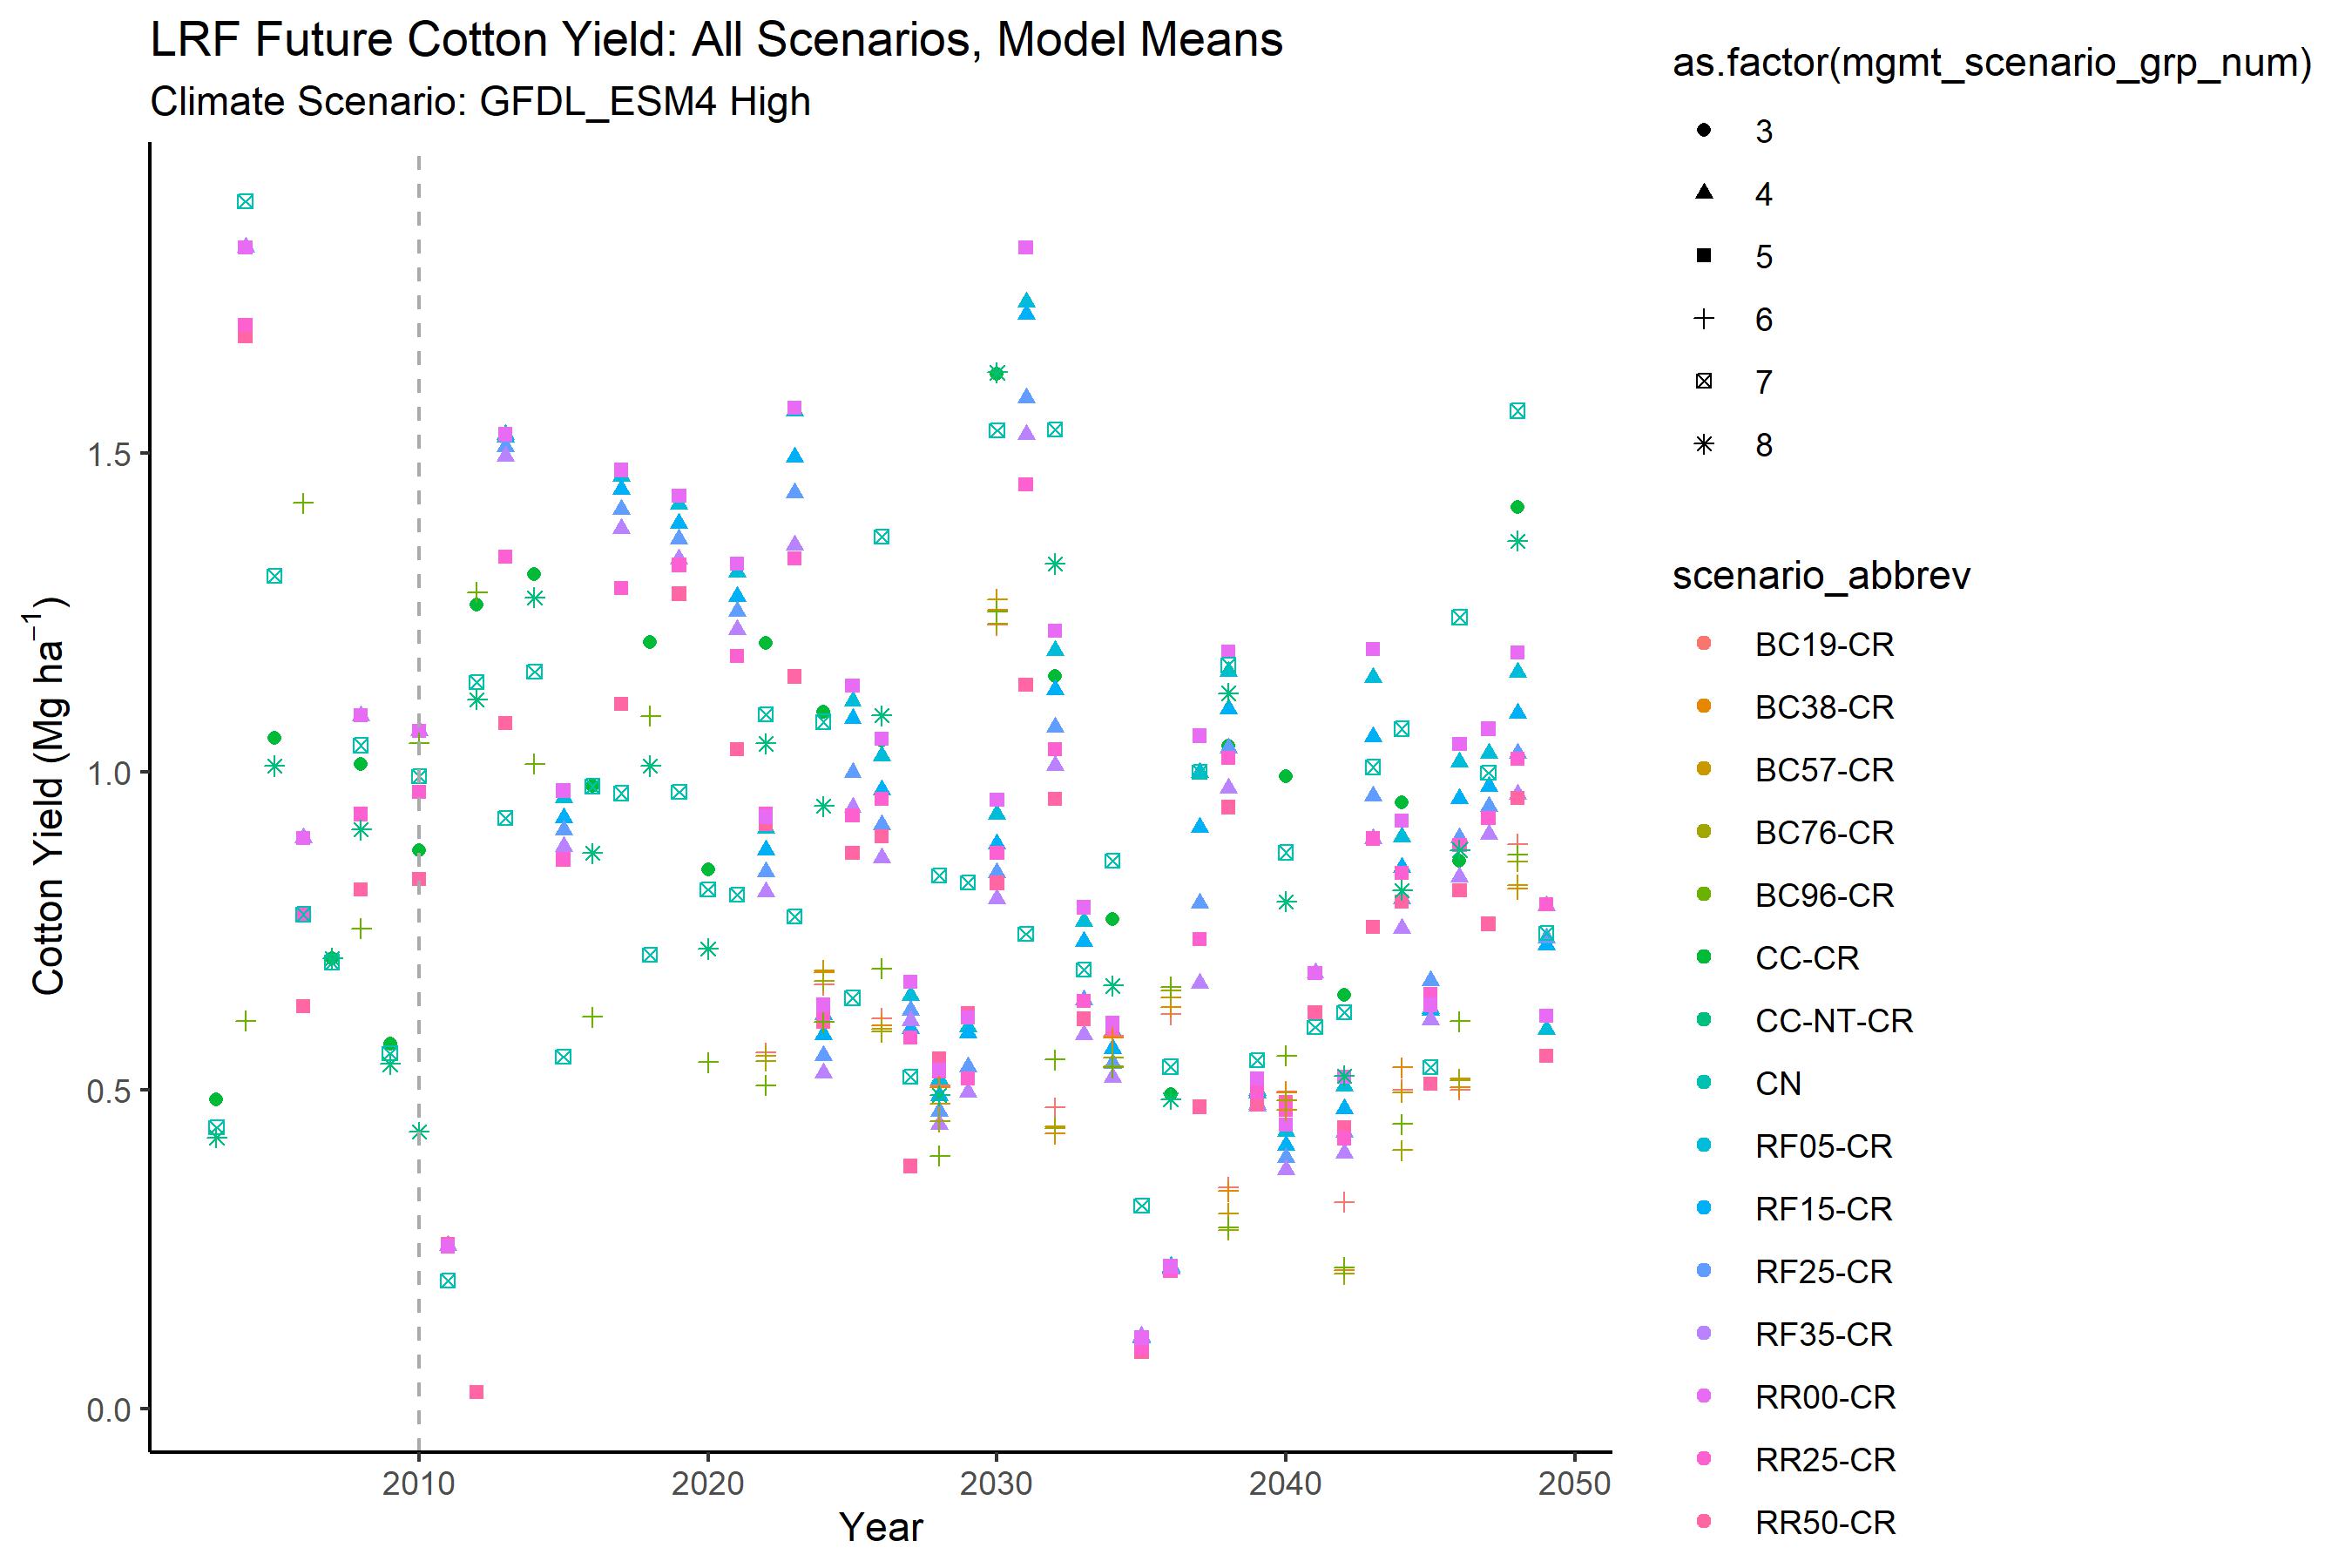 LRF Future Cotton Yield: All Scenarios, Model Means
Climate Scenario: GFDL_ESM4 High
Cotton Yield (Mg ha⁻¹)
1.5
1.0
0.5
0.0
2010
2020
2030
2040
2050
Year
as.factor(mgmt_scenario_grp_num)
3
4
5
6
7
8
scenario_abbrev
BC19-CR
BC38-CR
BC57-CR
BC76-CR
BC96-CR
CC-CR
CC-NT-CR
CN
RF05-CR
RF15-CR
RF25-CR
RF35-CR
RR00-CR
RR25-CR
RR50-CR